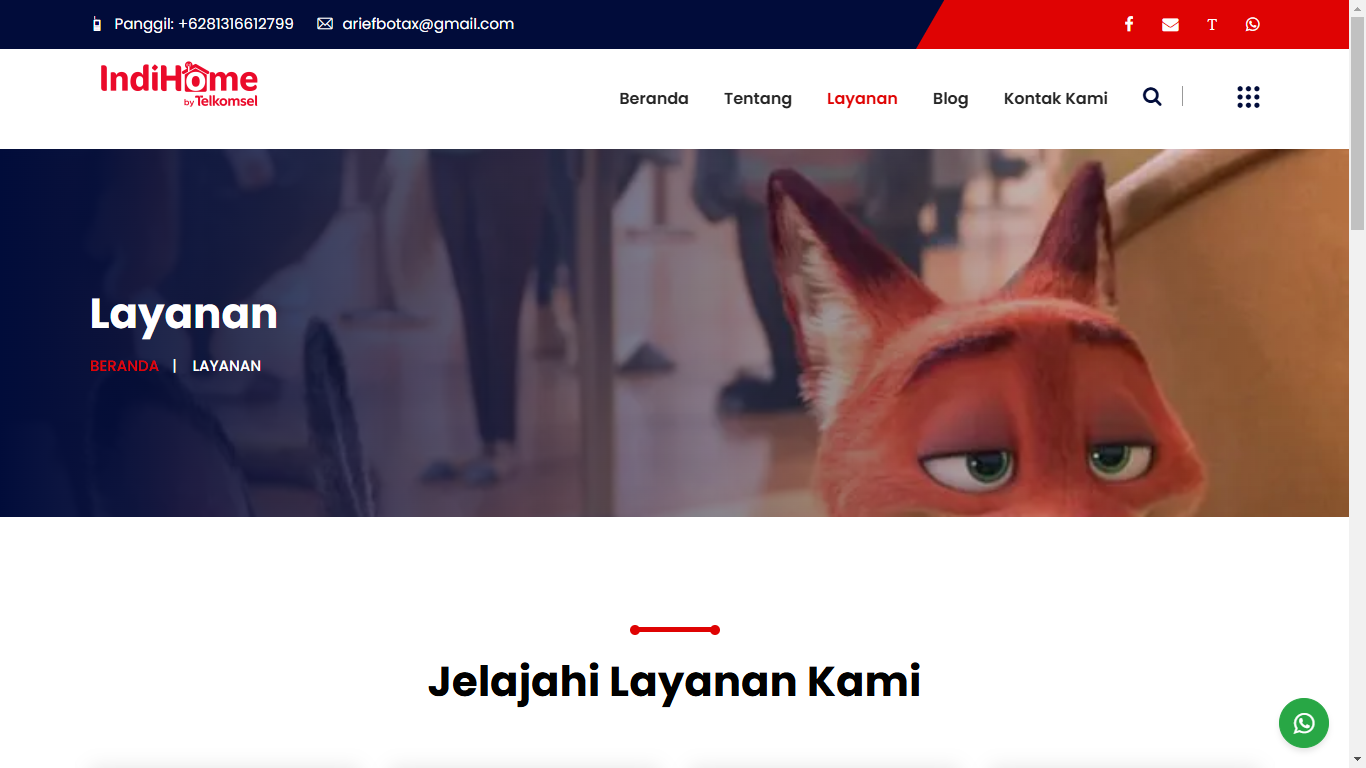 Panggil: +6281316612799 ariefbotax@gmail.com T
IndiHome
by Telkomsel
Beranda Tentang Layanan Blog Kontak Kami
Layanan
BERANDA | LAYANAN
Jelajahi Layanan Kami